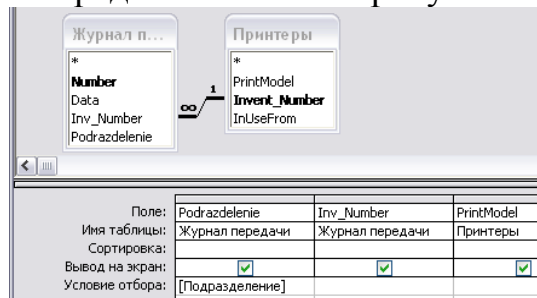 Журнал п...
*
Number
Data
Inv_Number
Podrazdelenie
∞ 1
Принтеры
*
PrintModel
Invent_Number
InUseFrom
Поле: Podrazdelenie Inv_Number PrintModel
Имя таблицы: Журнал передачи Журнал передачи Принтеры
Сортировка:
Вывод на экран:
Условие отбора: [Подразделение]